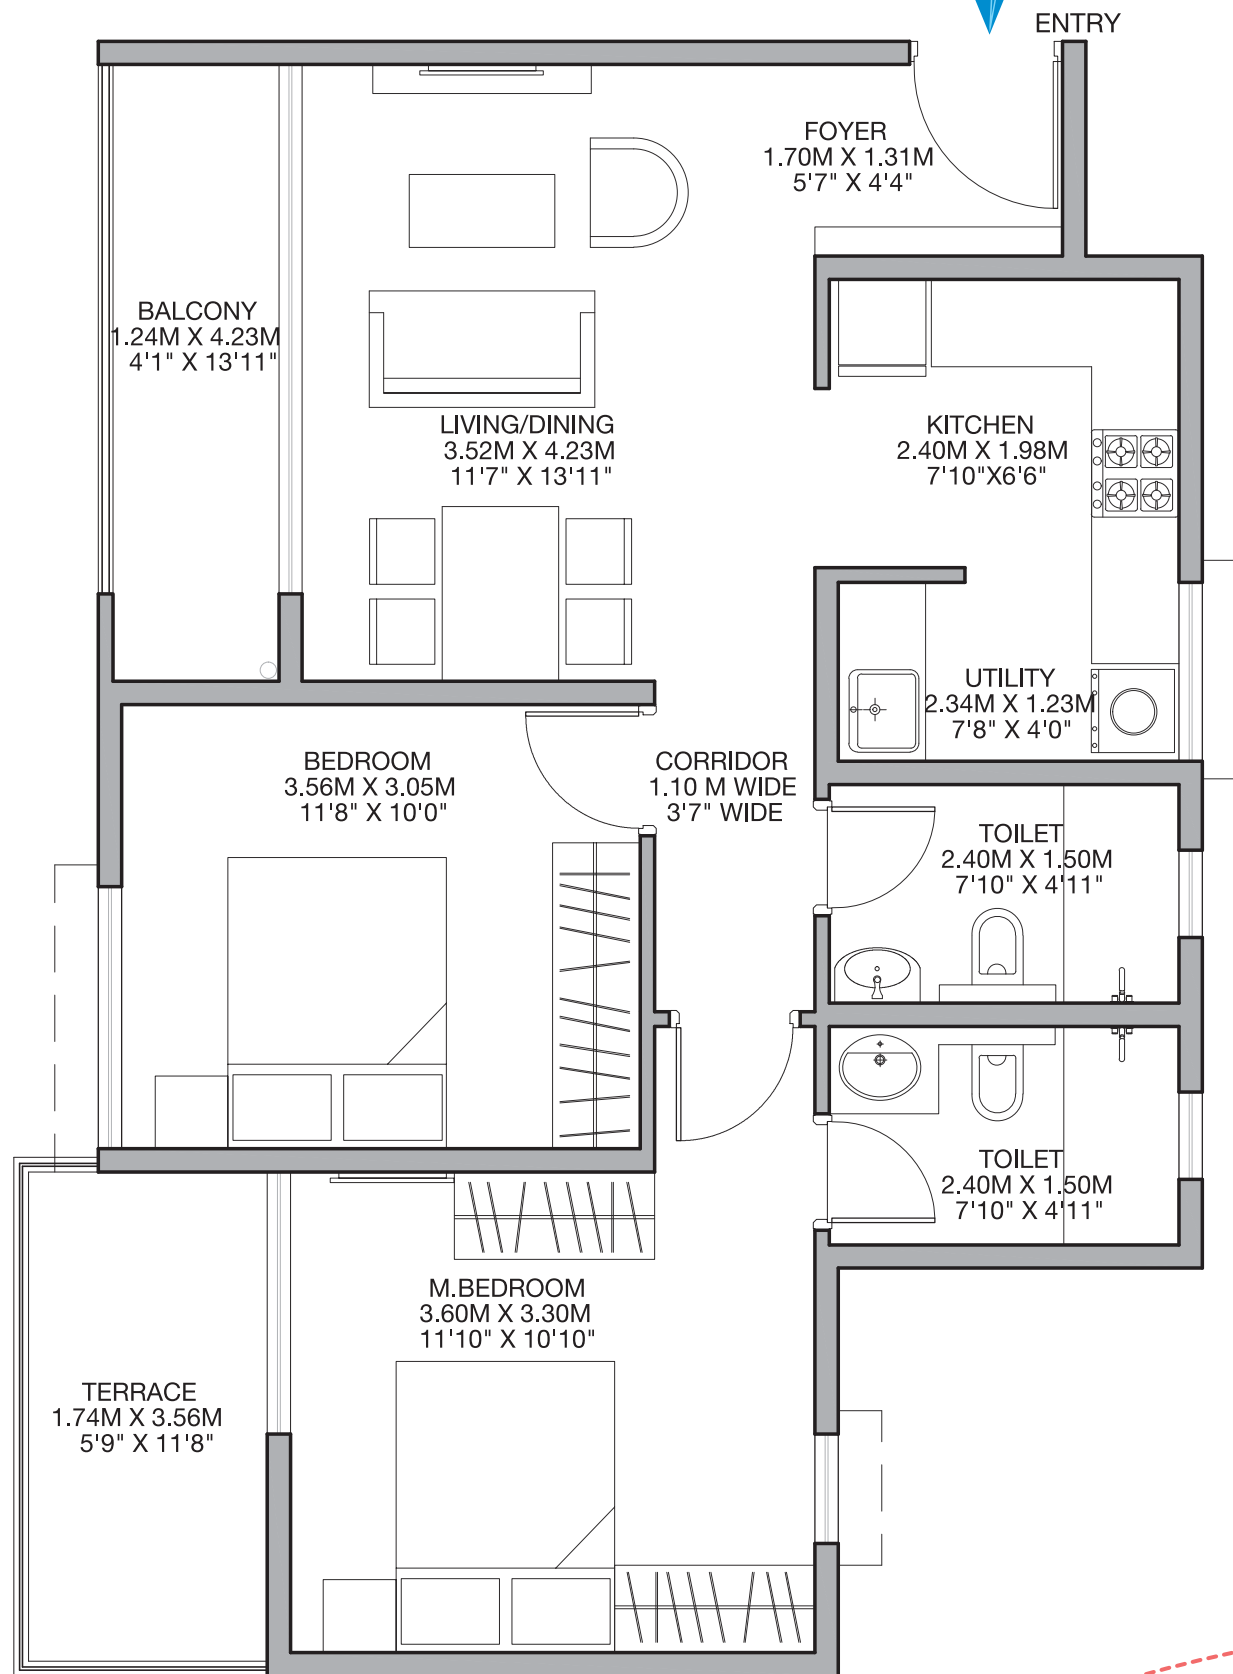 ENTRY
FOYER
1.70M X 1.31M
5'7" X 4'4"
BALCONY
1.24M X 4.23M
4'1" X 13'11"
LIVING/DINING
3.52M X 4.23M
11'7" X 13'11"
KITCHEN
2.40M X 1.98M
7'10"X6'6"
UTILITY
2.34M X 1.23M
7'8" X 4'0"
BEDROOM
3.56M X 3.05M
11'8" X 10'0"
CORRIDOR
1.10 M WIDE
3'7" WIDE
TOILET
2.40M X 1.50M
7'10" X 4'11"
TOILET
2.40M X 1.50M
7'10" X 4'11"
M.BEDROOM
3.60M X 3.30M
11'10" X 10'10"
TERRACE
1.74M X 3.56M
5'9" X 11'8"